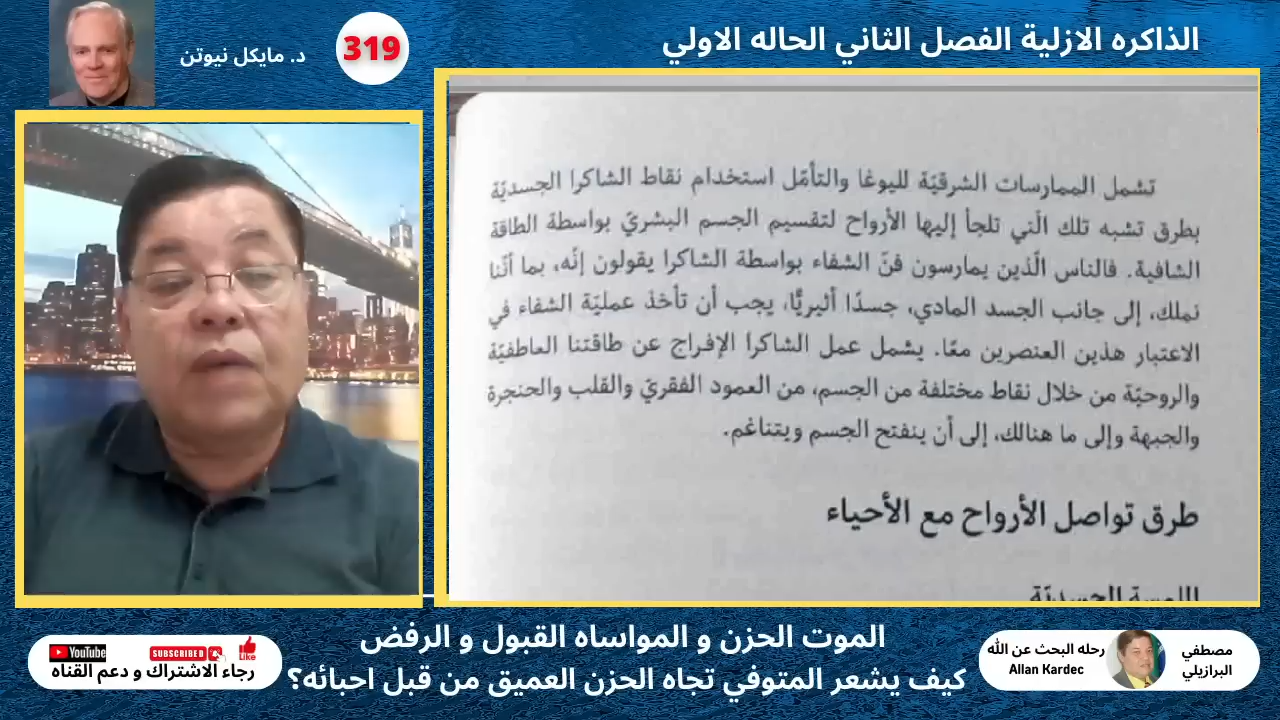 الذاكره الازلية الفصل الثاني الحاله الاولي
319
د. مايكل نيوتن
تشمل الممارسات الشرقيّة لليوغا والتأمّل استخدام نقاط الشاكرا الجسديّة
بطرق تشبه تلك الّتي تلجأ إليها الأرواح لتقسيم الجسم البشريّ بواسطة الطاقة
الشافية. فالناس الّذين يمارسون فنّ الشفاء بواسطة الشاكرا يقولون إنّه، بما أنّنا
نملك، إلى جانب الجسد المادي، جسدًا أثيريًّا، يجب أن تأخذ عمليّة الشفاء في
الاعتبار هذين العنصرين معًا. يشمل عمل الشاكرا الإفراج عن طاقتنا العاطفيّة
والروحيّة من خلال نقاط مختلفة من الجسم، من العمود الفقريّ والقلب والحنجرة
والجبهة وإلى ما هنالك، إلى أن ينفتح الجسم ويتناغم.
طرق تواصل الأرواح مع الأحياء
اللمسة الجسديّة
الموت الحزن و المواساه القبول و الرفض
كيف يشعر المتوفي تجاه الحزن العميق من قبل احبائه؟
مصطفي
البرازيلي
رحله البحث عن الله
Allan Kardec
YouTube
SUBSCRIBED
Like
رجاء الاشتراك و دعم القناه